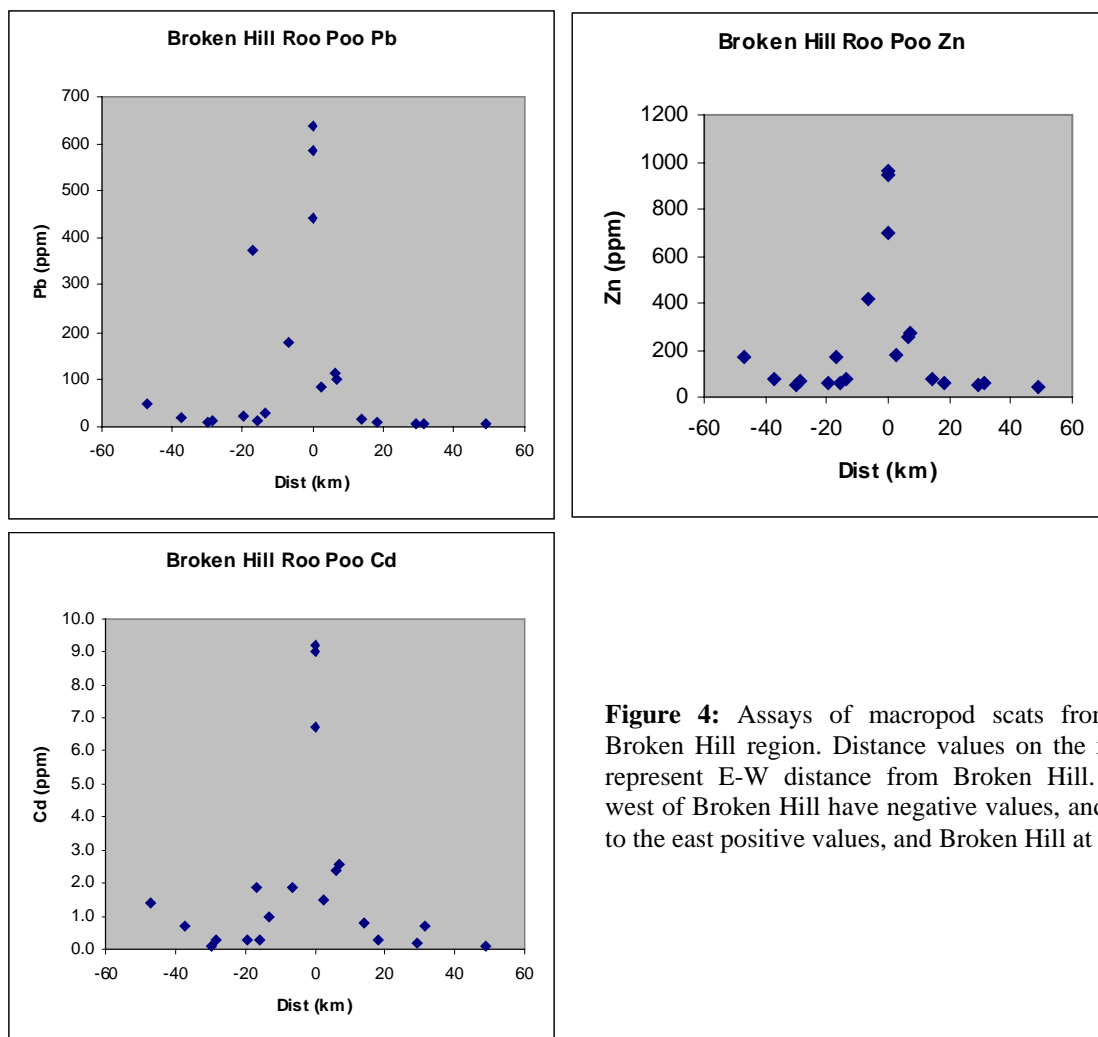 Broken Hill Roo Poo Pb
700
600
500
400
300
200
100
0
-60 -40 -20 0 20 40 60
Pb (ppm)
Dist (km)
Broken Hill Roo Poo Zn
1200
1000
800
600
400
200
0
-60 -40 -20 0 20 40 60
Zn (ppm)
Dist (km)
Broken Hill Roo Poo Cd
10.0
9.0
8.0
7.0
6.0
5.0
4.0
3.0
2.0
1.0
0.0
-60 -40 -20 0 20 40 60
Cd (ppm)
Dist (km)
Figure 4: Assays of macropod scats from
Broken Hill region. Distance values on the
represent E-W distance from Broken Hill.
west of Broken Hill have negative values, and
to the east positive values, and Broken Hill at